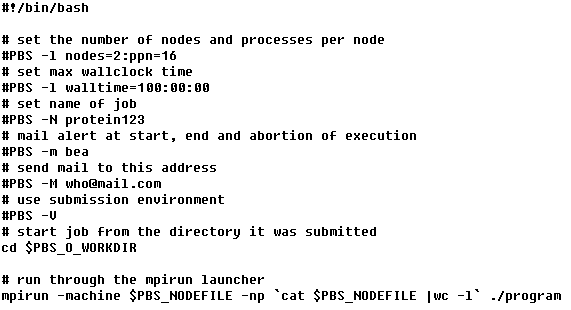 #!/bin/bash
# set the number of nodes and processes per node
#PBS -l nodes=2:ppn=16
# set max wallclock time
#PBS -l walltime=100:00:00
# set name of job
#PBS -N protein123
# mail alert at start, end and abortion of execution
#PBS -m bea
# send mail to this address
#PBS -M who@mail.com
# use submission environment
#PBS -V
# start job from the directory it was submitted
cd $PBS_O_WORKDIR
# run through the mpirun launcher
mpirun -machine $PBS_NODEFILE -np `cat $PBS_NODEFILE |wc -l` ./program